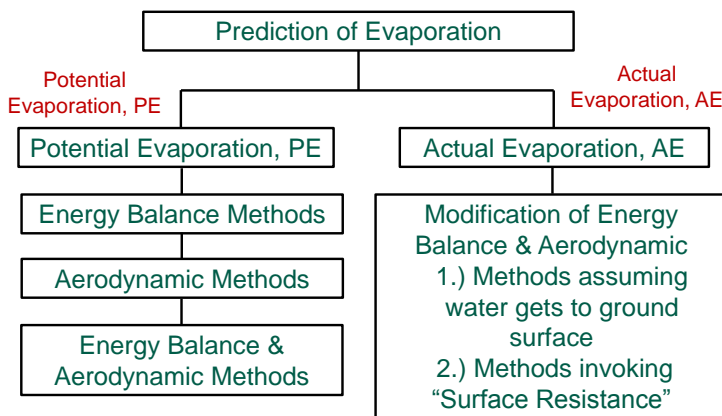 Prediction of Evaporation
Potential
Evaporation, PE
Actual
Evaporation, AE
Potential Evaporation, PE
Actual Evaporation, AE
Energy Balance Methods
Aerodynamic Methods
Energy Balance &
Aerodynamic Methods
Modification of Energy
Balance & Aerodynamic
1.) Methods assuming
water gets to ground
surface
2.) Methods invoking
“Surface Resistance”